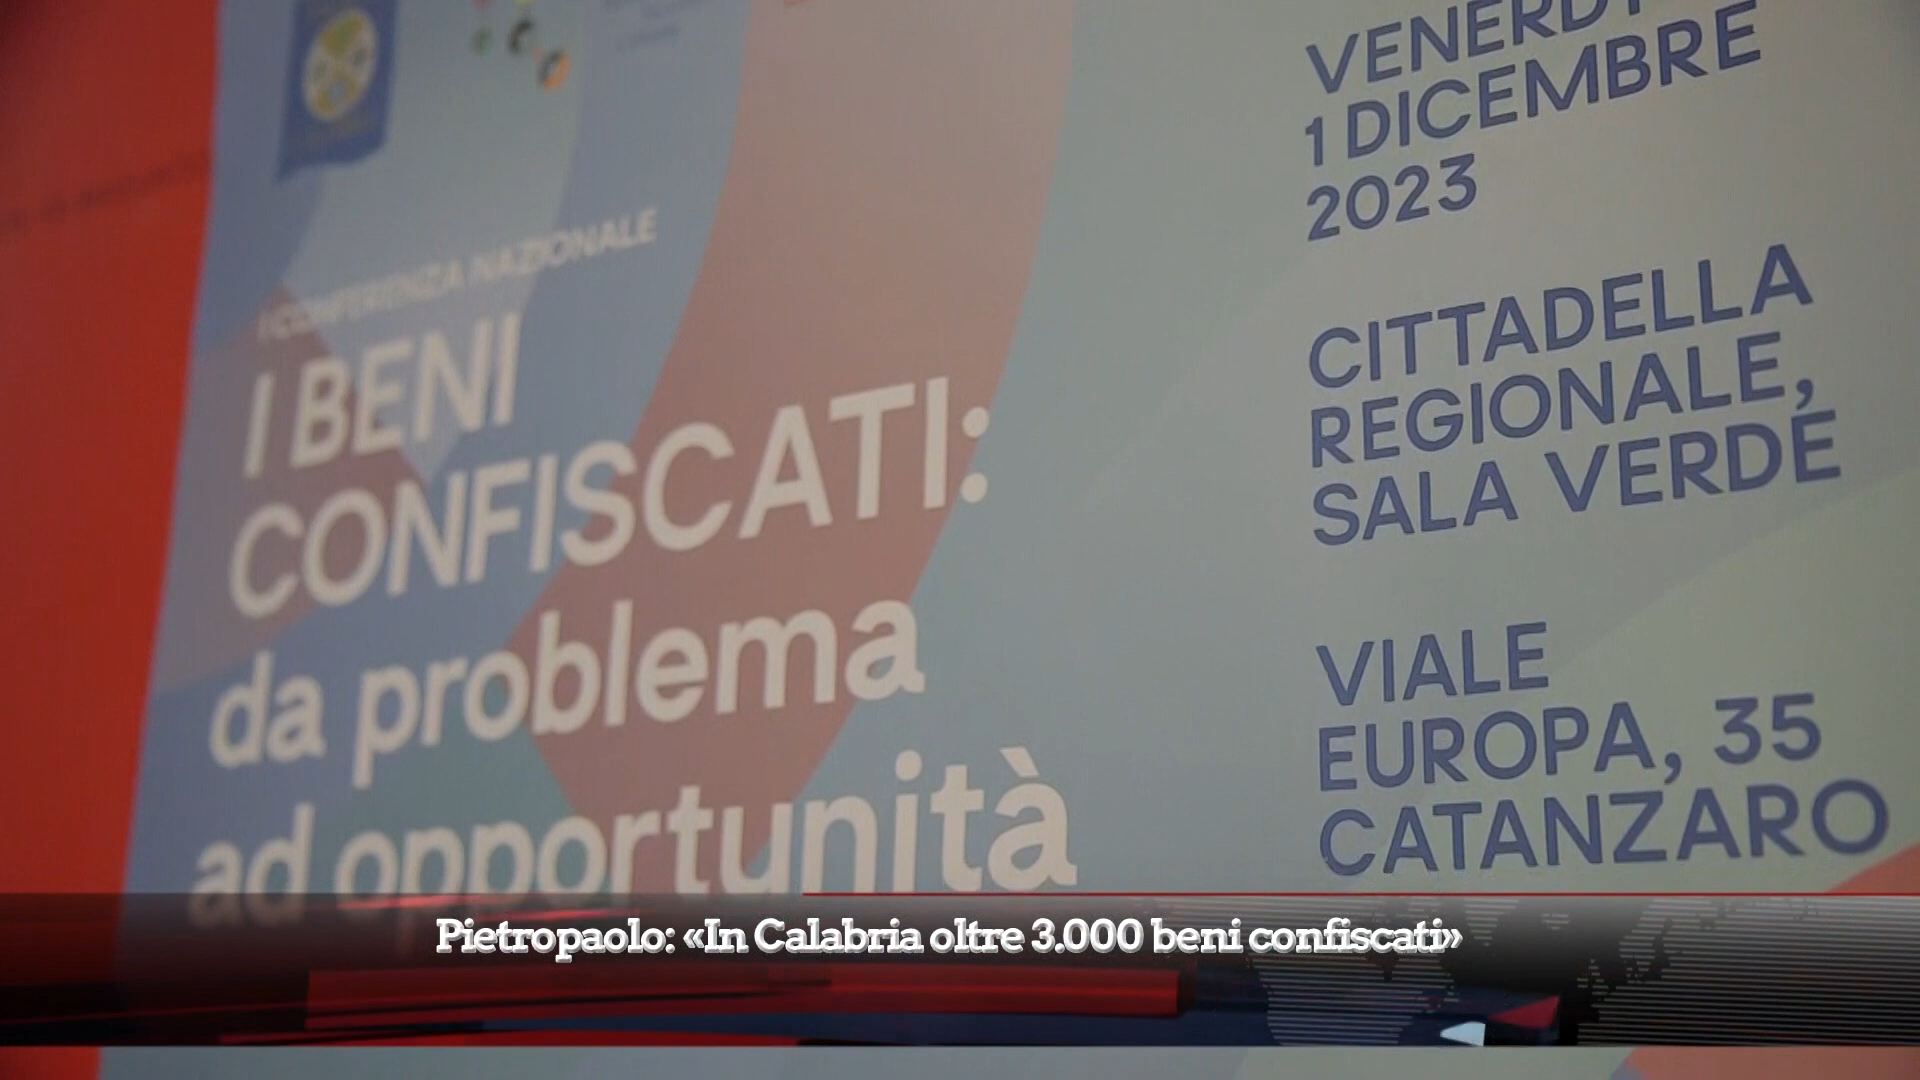 I CONFERENZA NAZIONALE
I BENI
CONFISCATI:
da problema
ad opportunità
VENERDÌ
1 DICEMBRE
2023
CITTADELLA
REGIONALE,
SALA VERDE
VIALE
EUROPA, 35
CATANZARO
Pietropaolo: «In Calabria oltre 3.000 beni confiscati»